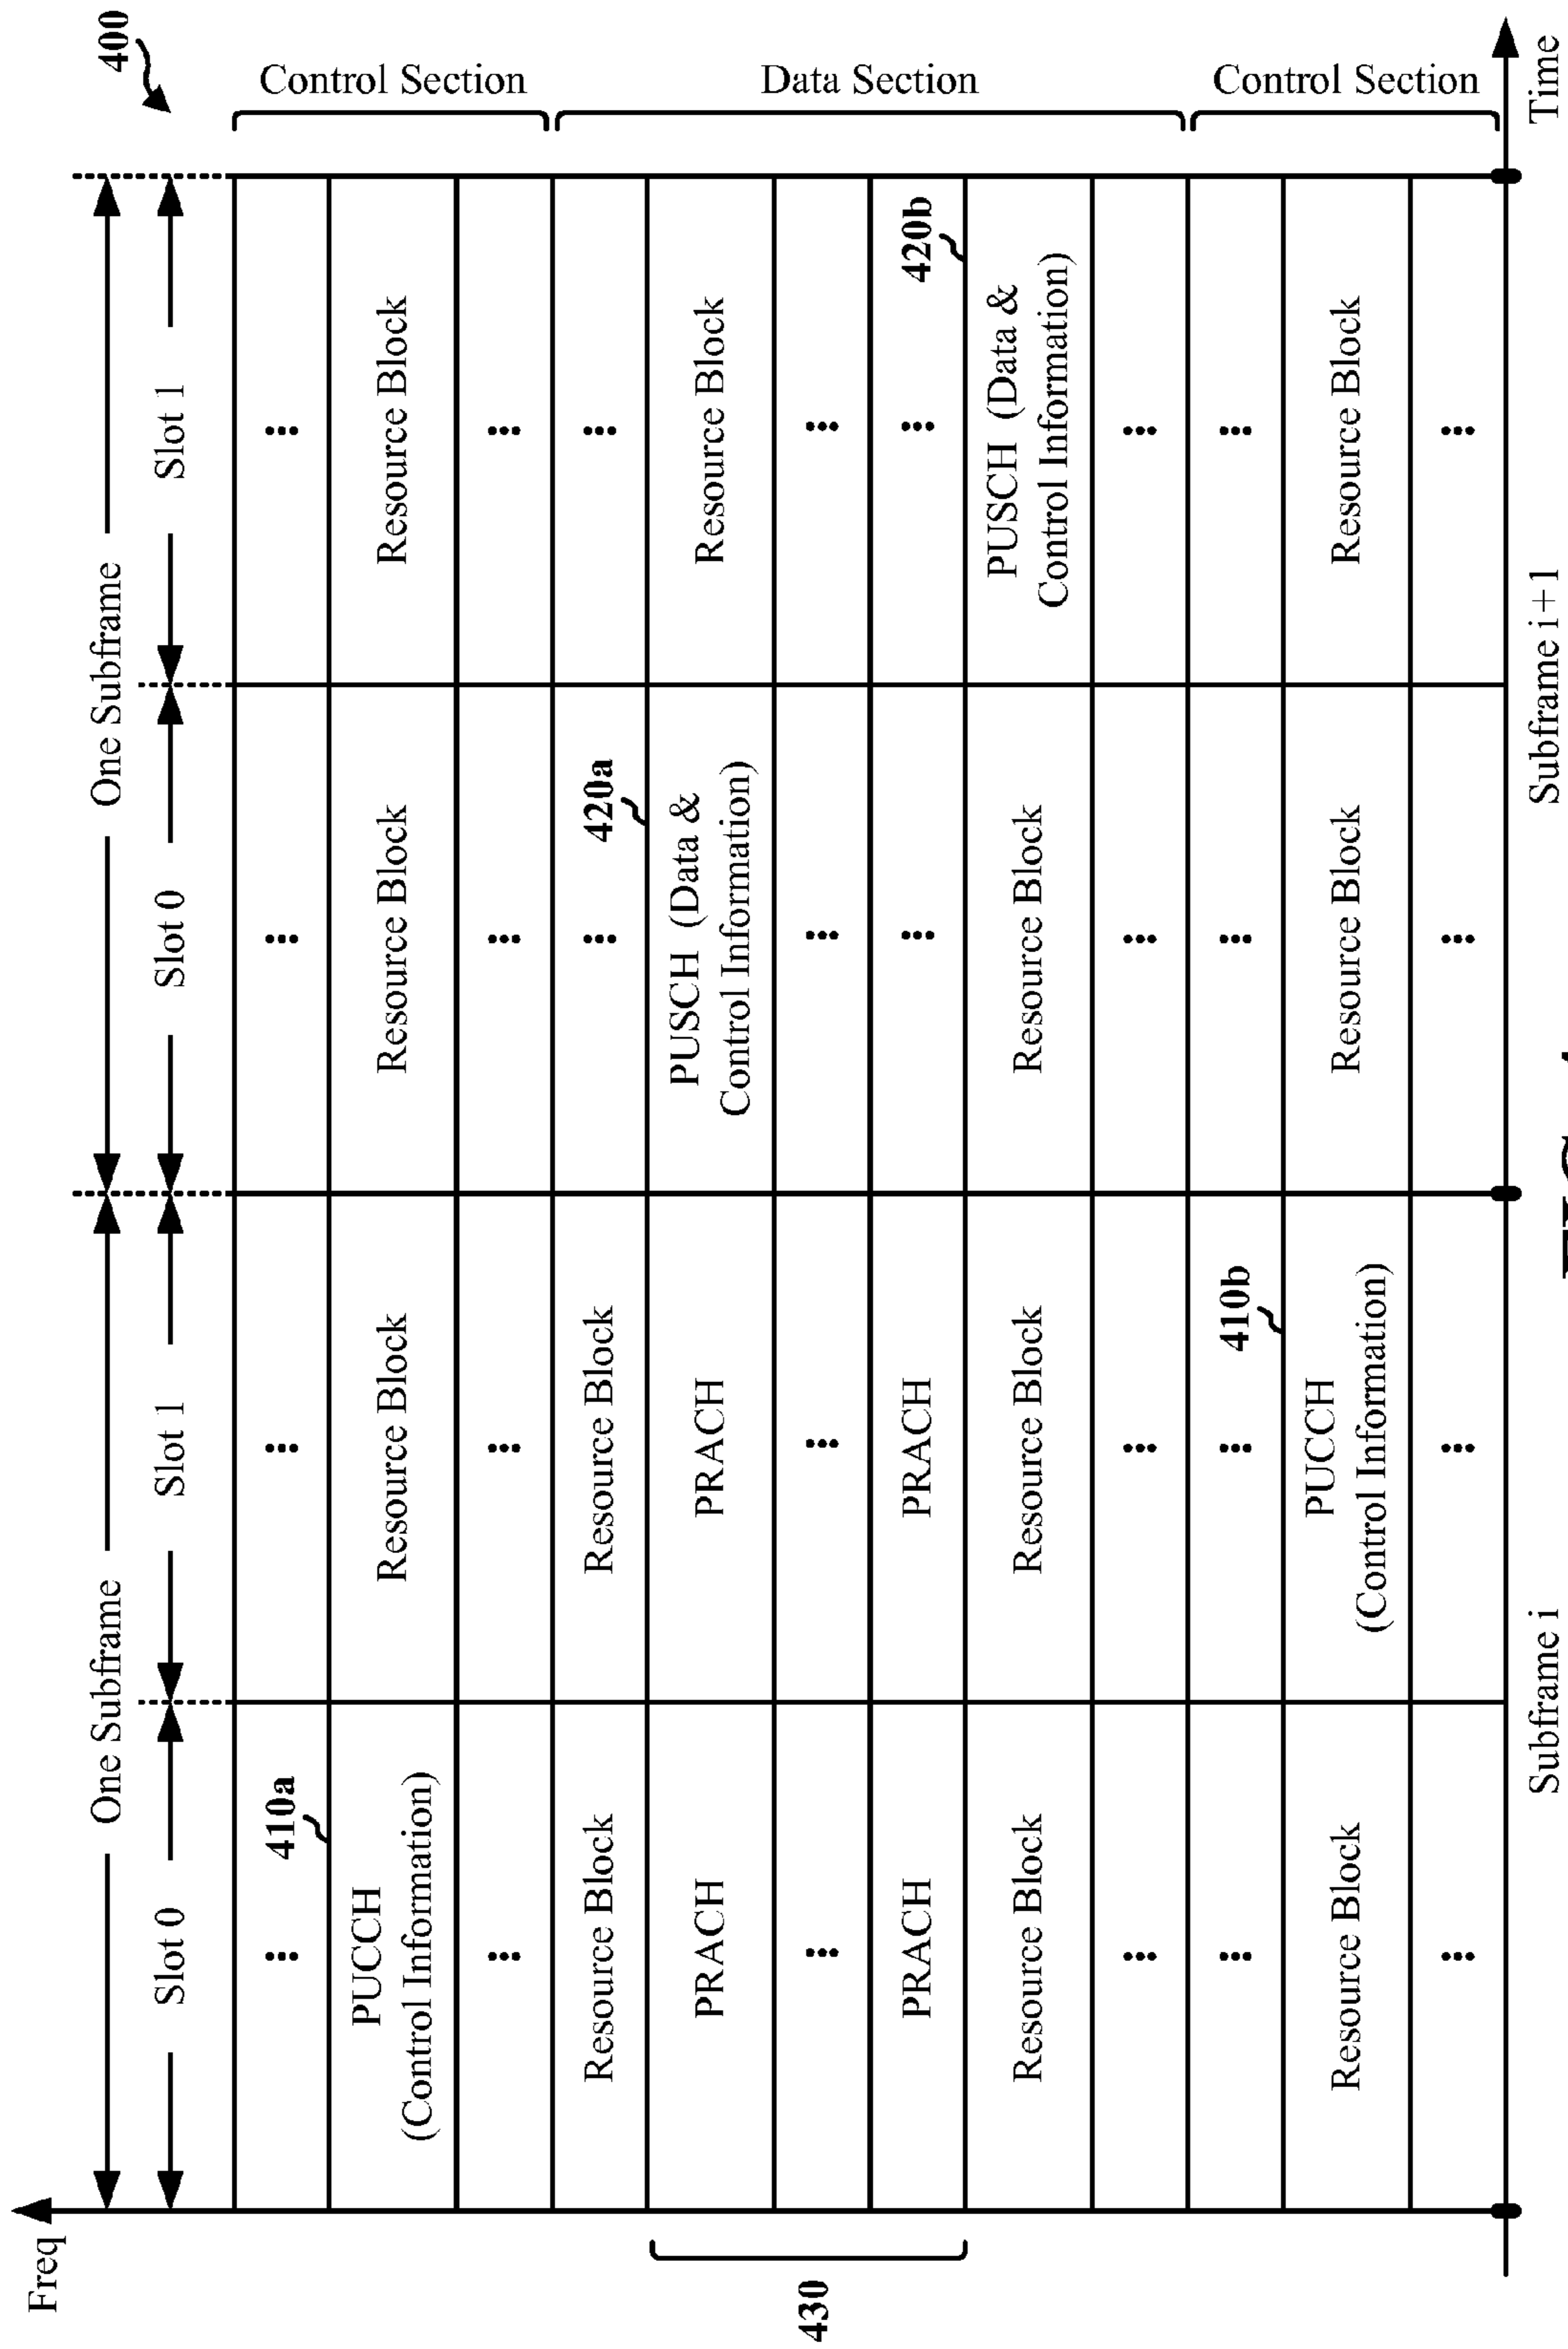 Freq
400
One Subframe
One Subframe
Slot 0
Slot 1
Slot 0
Slot 1
... ... ... ...
410a
PUCCH
(Control Information)
Resource Block
Resource Block
Resource Block
Control Section
... ... ... ...
Resource Block
Resource Block
... ...
420a
430
PRACH
PRACH
PUSCH (Data &
Control Information)
Resource Block
... ... ... ...
PRACH
PRACH
... ...
420b
Data Section
Resource Block
Resource Block
Resource Block
PUSCH (Data &
Control Information)
... ... ... ...
... ... ... ...
410b
Resource Block
PUCCH
(Control Information)
Resource Block
Resource Block
Control Section
... ... ... ...
Subframe i
Subframe i+1
Time